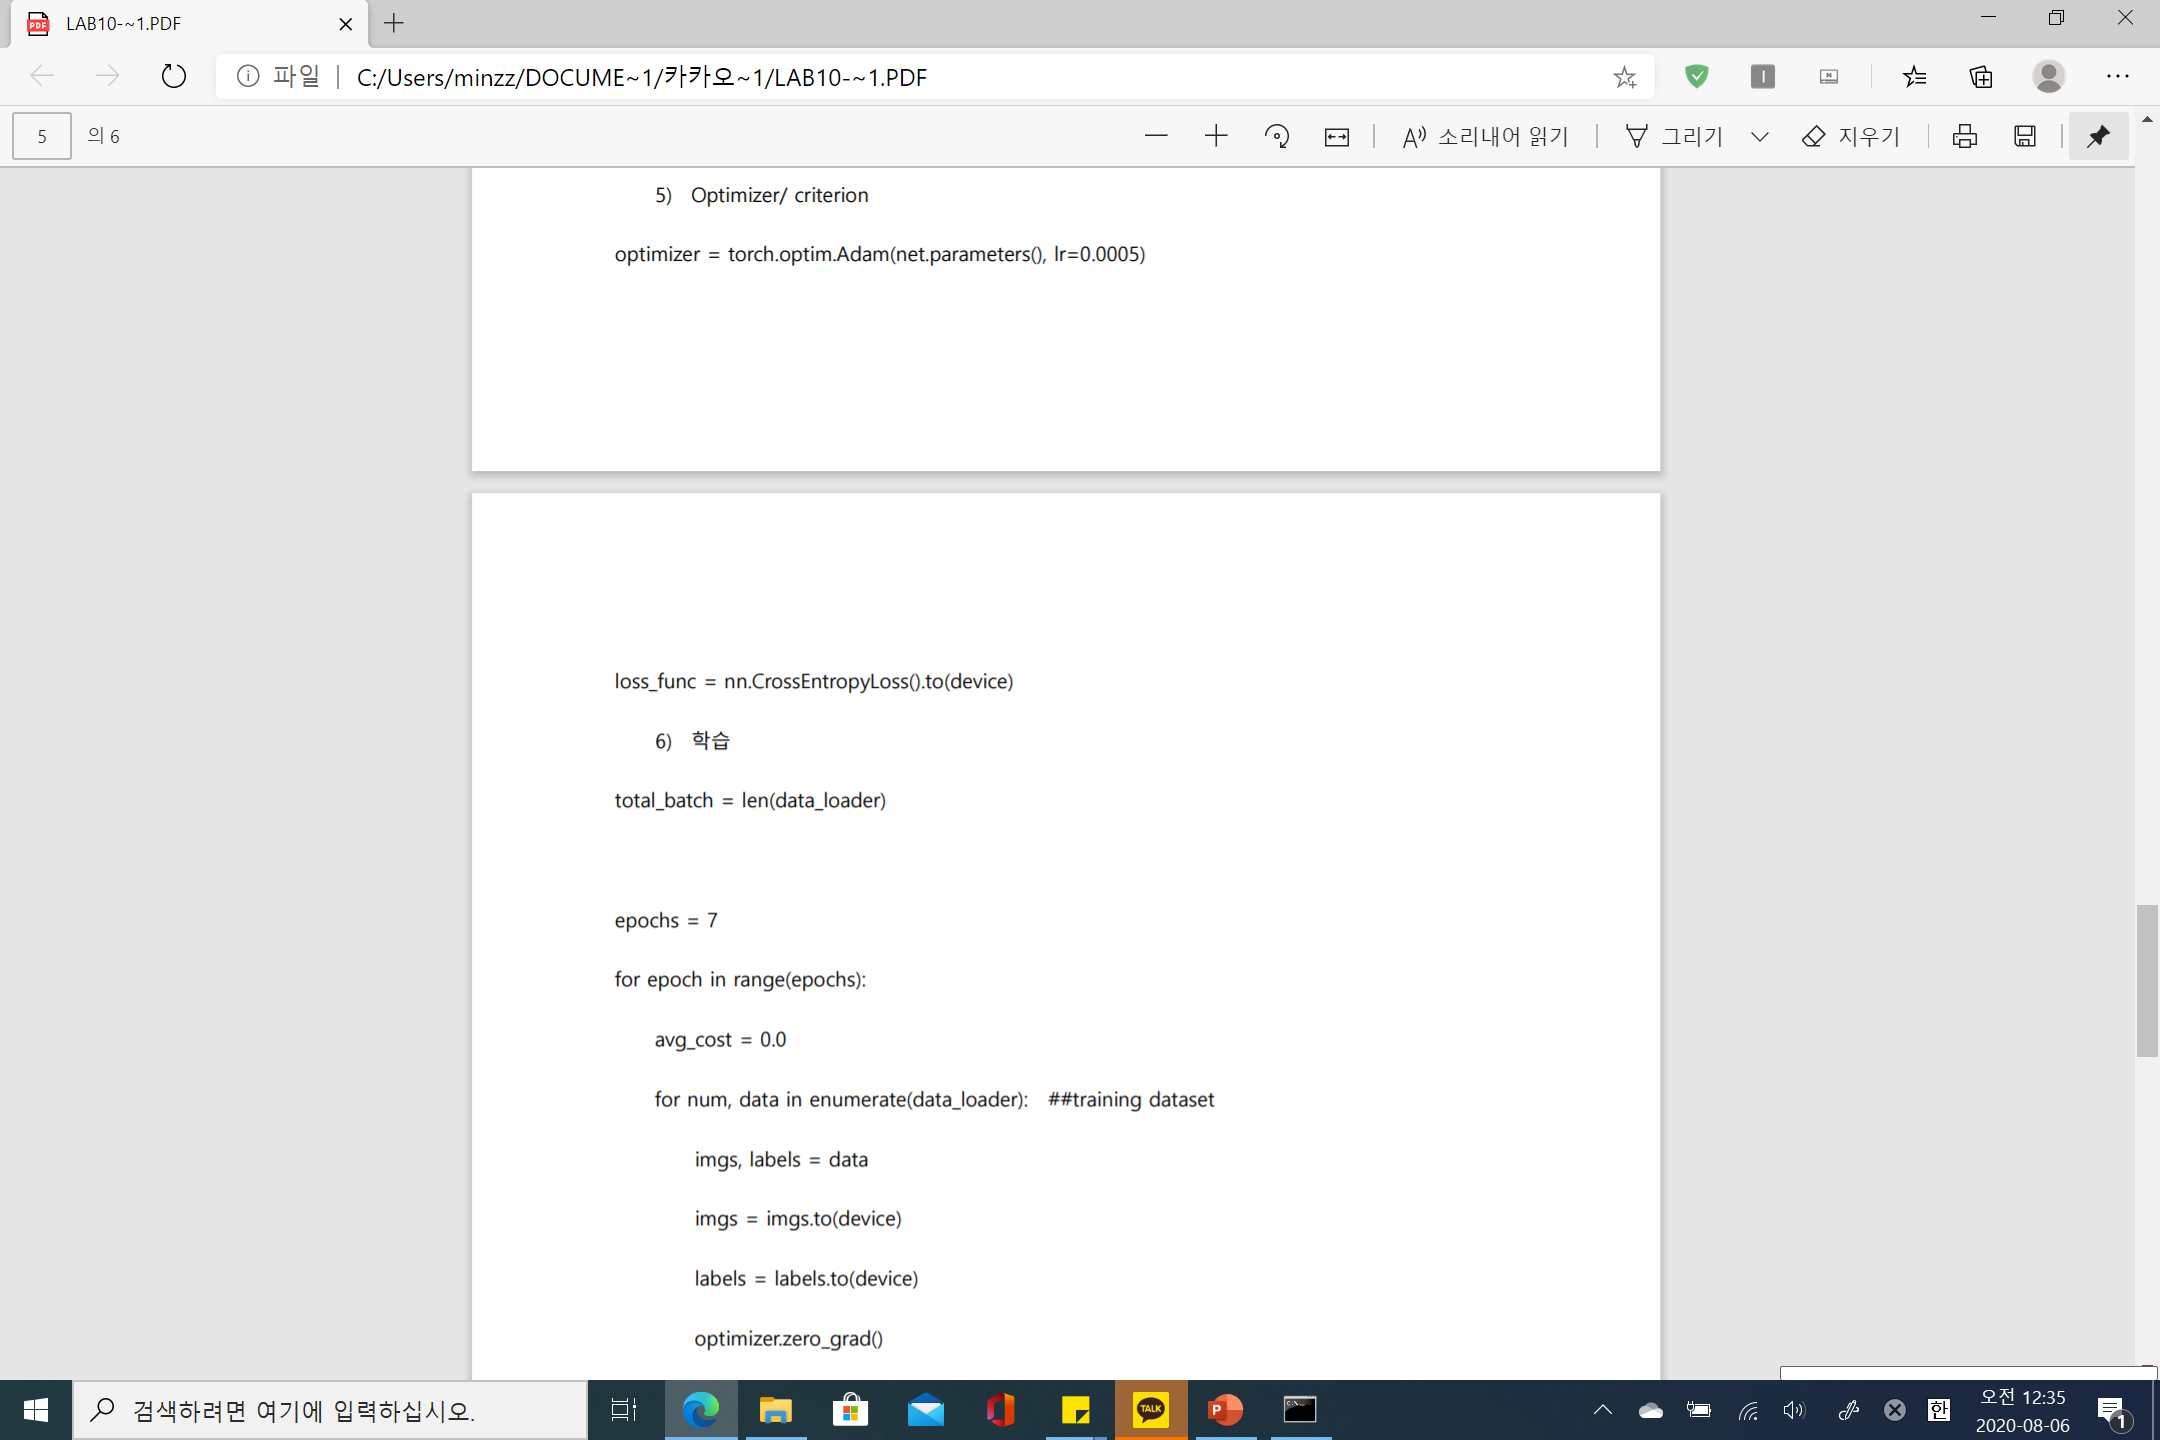 LAB10-~1.PDF
파일 | C:/Users/minzz/DOCUME~1/카카오~1/LAB10-~1.PDF
5 의 6
소리내어 읽기
그리기
지우기
5) Optimizer/ criterion
optimizer = torch.optim.Adam(net.parameters(), lr=0.0005)
loss_func = nn.CrossEntropyLoss().to(device)
6) 학습
total_batch = len(data_loader)
epochs = 7
for epoch in range(epochs):
avg_cost = 0.0
for num, data in enumerate(data_loader): ##training dataset
imgs, labels = data
imgs = imgs.to(device)
labels = labels.to(device)
optimizer.zero_grad()
검색하려면 여기에 입력하십시오.
TALK
한
오전 12:35
2020-08-06
1